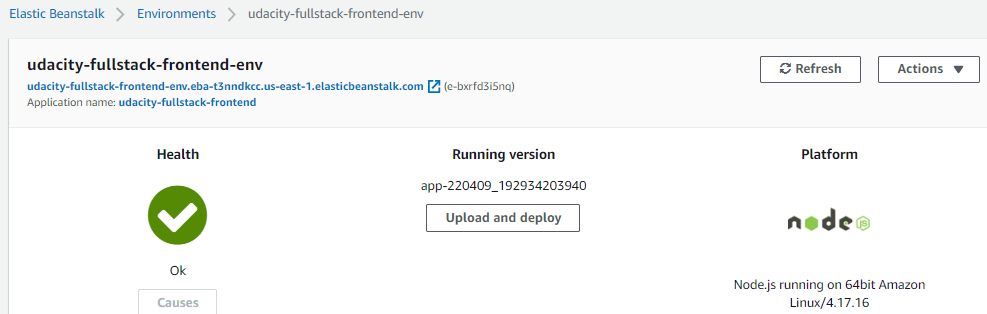 Elastic Beanstalk > Environments > udacity-fullstack-frontend-env
udacity-fullstack-frontend-env
Refresh
Actions
udacity-fullstack-frontend-env.eba-t3nndkcc.us-east-1.elasticbeanstalk.com (e-bxrfd3i5nq)
Application name: udacity-fullstack-frontend
Health
Running version
Platform
app-220409_192934203940
Upload and deploy
node
JS
Ok
Causes
Node.js running on 64bit Amazon
Linux/4.17.16